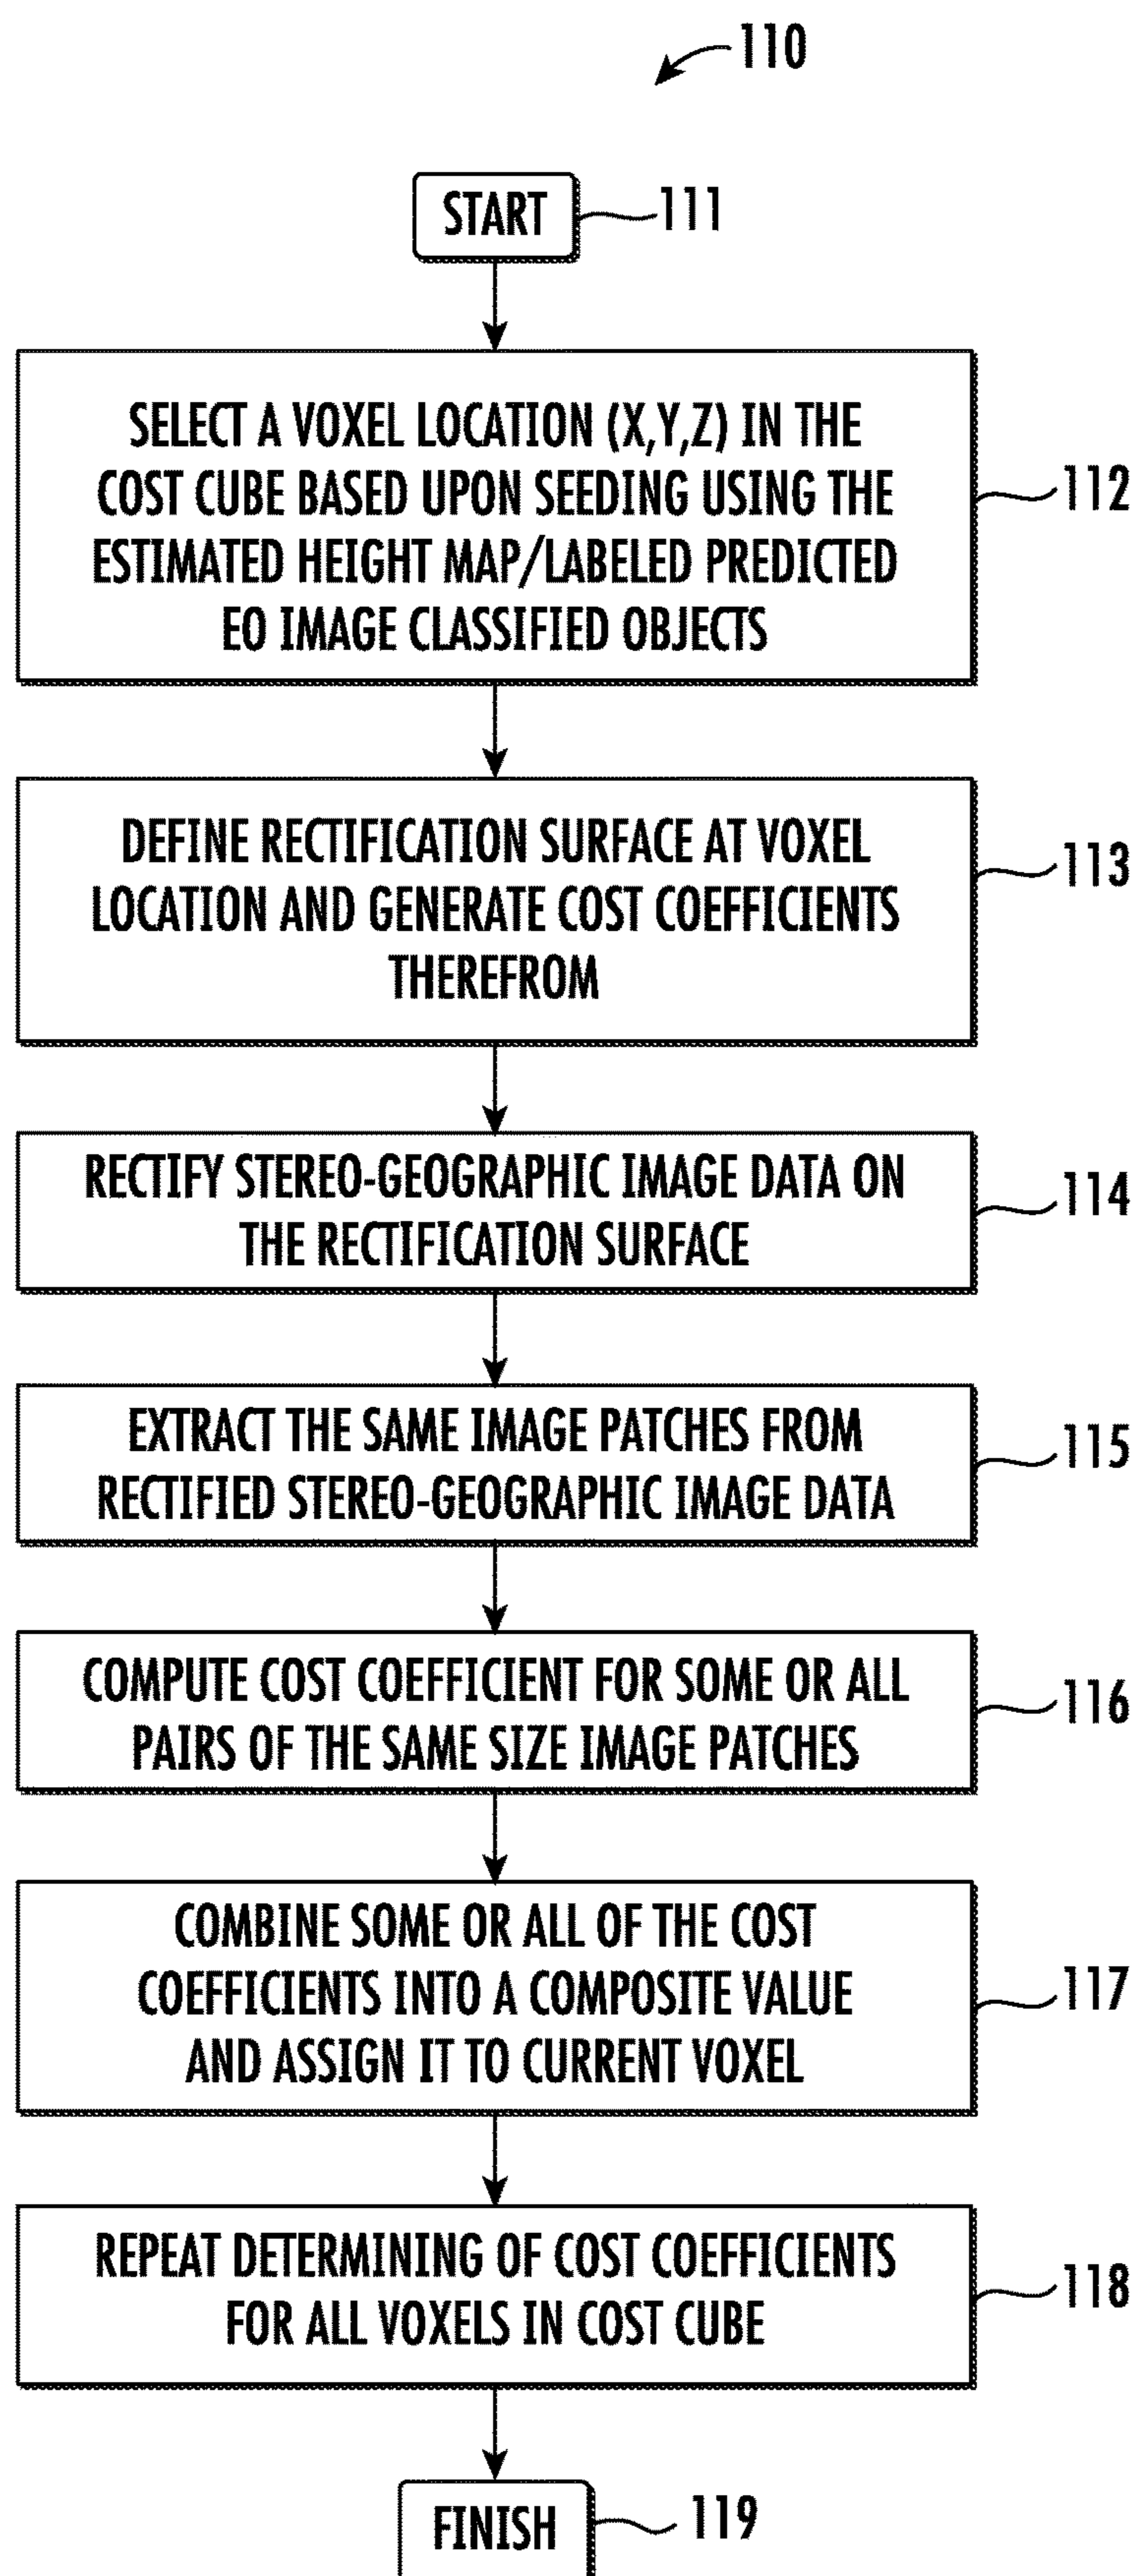 110
START
111
SELECT A VOXEL LOCATION (X,Y,Z) IN THE
COST CUBE BASED UPON SEEDING USING THE
ESTIMATED HEIGHT MAP/LABELED PREDICTED
EO IMAGE CLASSIFIED OBJECTS
112
DEFINE RECTIFICATION SURFACE AT VOXEL
LOCATION AND GENERATE COST COEFFICIENTS
THEREFROM
113
RECTIFY STEREO-GEOGRAPHIC IMAGE DATA ON
THE RECTIFICATION SURFACE
114
EXTRACT THE SAME IMAGE PATCHES FROM
RECTIFIED STEREO-GEOGRAPHIC IMAGE DATA
115
COMPUTE COST COEFFICIENT FOR SOME OR ALL
PAIRS OF THE SAME SIZE IMAGE PATCHES
116
COMBINE SOME OR ALL OF THE COST
COEFFICIENTS INTO A COMPOSITE VALUE
AND ASSIGN IT TO CURRENT VOXEL
117
REPEAT DETERMINING OF COST COEFFICIENTS
FOR ALL VOXELS IN COST CUBE
118
FINISH
119